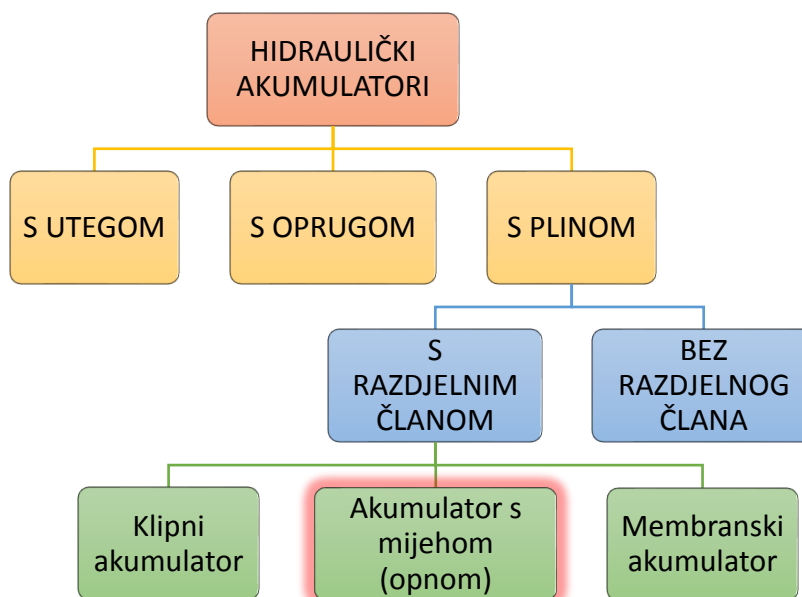 HIDRAULIČKI
AKUMULATORI
S UTEGOM
S OPRUGOM
S PLINOM
S
RAZDJELNIM
ČLANOM
BEZ
RAZDJELNOG
ČLANA
Klipni
akumulator
Akumulator s
mijehom
(opnom)
Membranski
akumulator